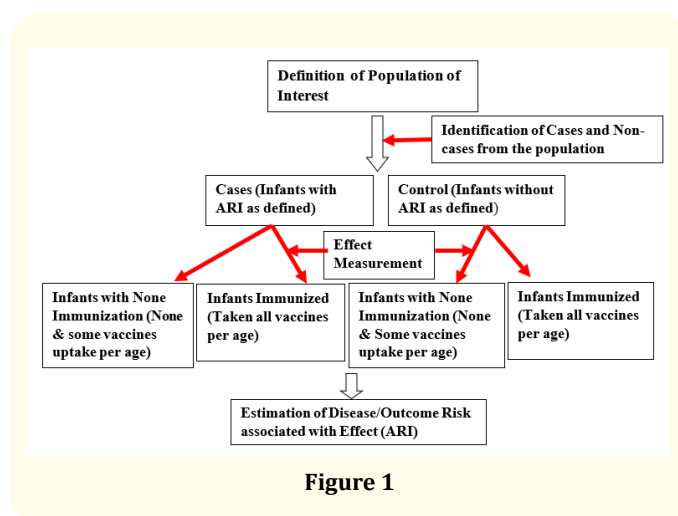 Definition of Population of
Interest
Identification of Cases and Non-
cases from the population
Cases (Infants with
ARI as defined)
Control (Infants without
ARI as defined)
Effect
Measurement
Infants with None
Immunization (None
& some vaccines
uptake per age)
Infants Immunized
(Taken all vaccines
per age)
Infants with None
Immunization (None
& Some vaccines
uptake per age)
Infants Immunized
(Taken all vaccines
per age)
Estimation of Disease/Outcome Risk
associated with Effect (ARI)
Figure 1